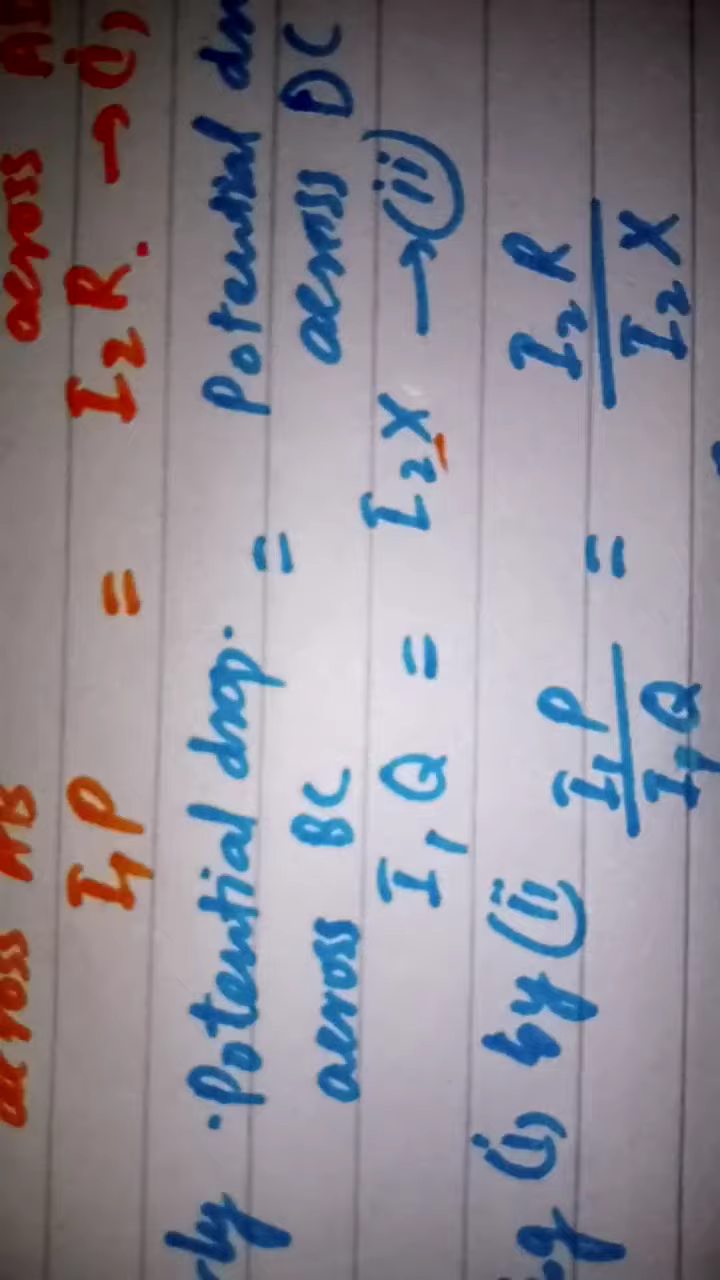 across AB across
I₁P = I₂R. → (i)
Potential drop. = Potential
across BC across DC
I₁Q = I₂X → (ii)
(i) by (ii) I₁P / I₁Q = I₂R / I₂X